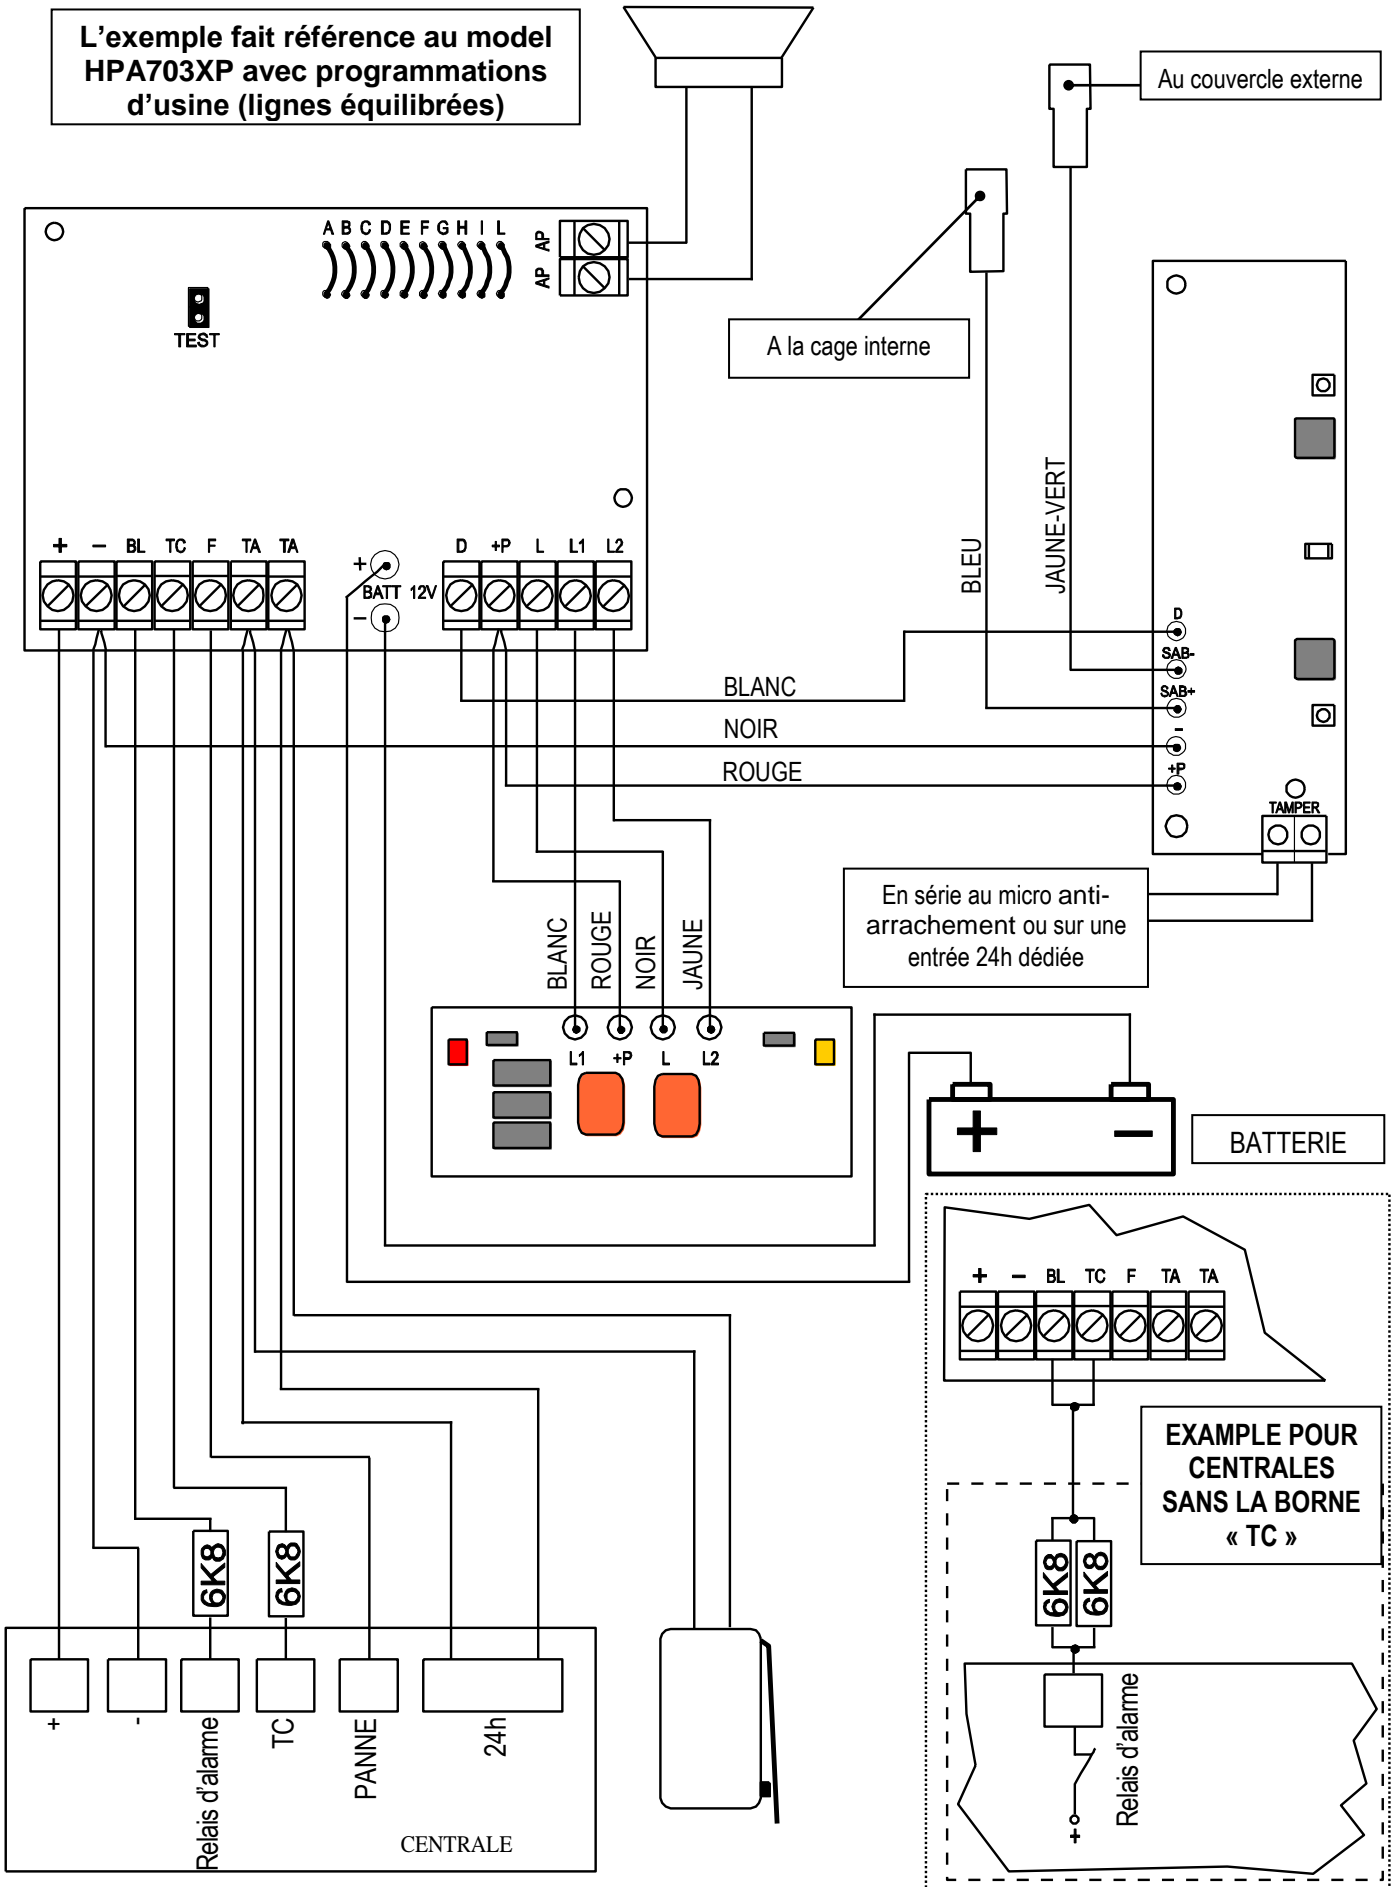 L'exemple fait référence au model
HPA703XP avec programmations
d'usine (lignes équilibrées)
Au couvercle externe
A la cage interne
A B C D E F G H I L
AP
AP
TEST
+ − BL TC F TA TA
+
BATT 12V
−
D +P L L1 L2
BLEU
JAUNE-VERT
D
SAB-
SAB+
-
+P
TAMPER
BLANC
NOIR
ROUGE
En série au micro anti-
arrachement ou sur une
entrée 24h dédiée
BLANC
ROUGE
NOIR
JAUNE
L1 +P L L2
+ −
BATTERIE
+ − BL TC F TA TA
EXAMPLE POUR
CENTRALES
SANS LA BORNE
« TC »
6K8
6K8
6K8
6K8
+
-
Relais d'alarme
TC
PANNE
24h
CENTRALE
Relais d'alarme
+